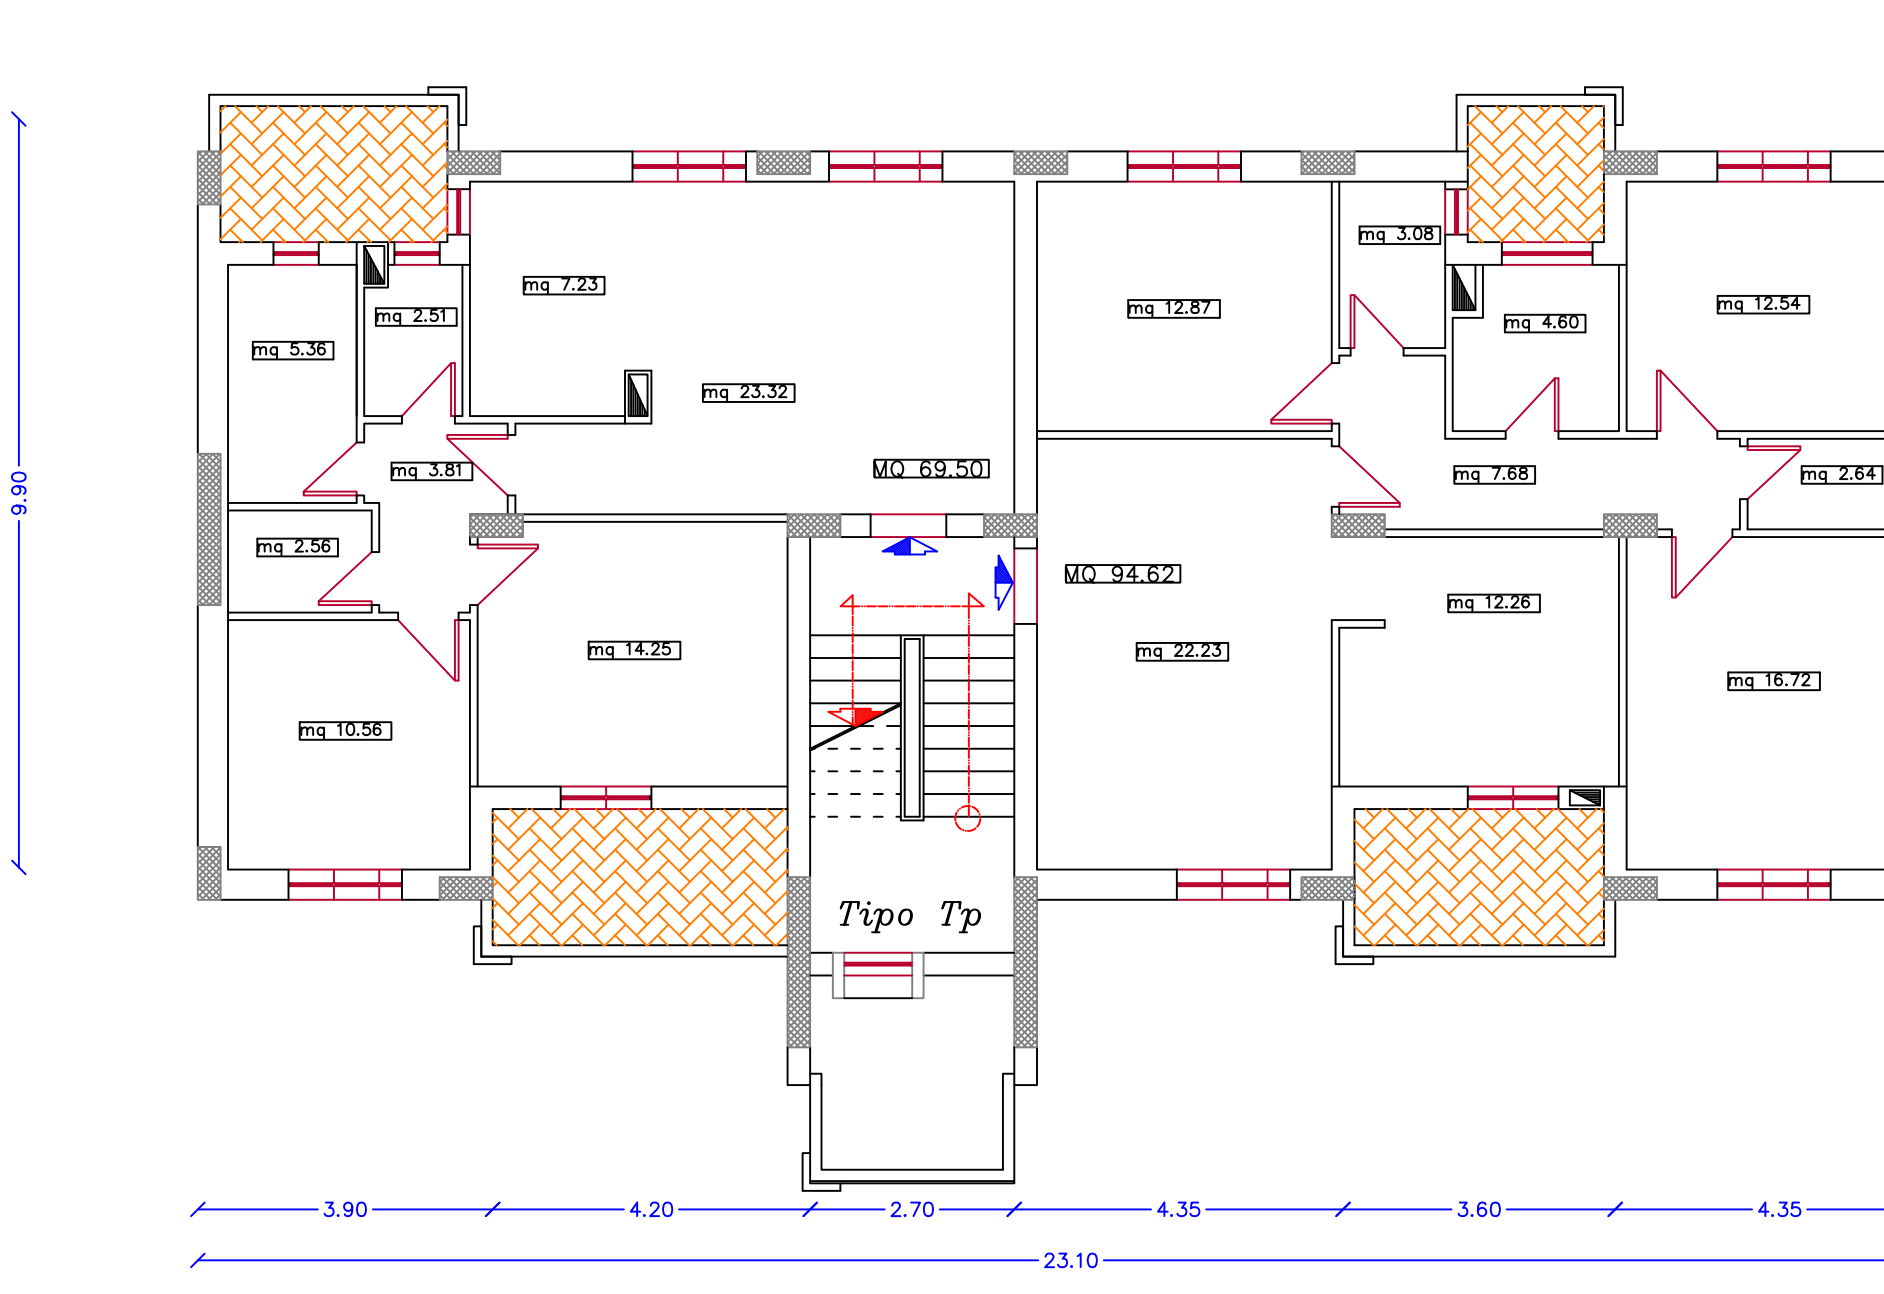 mq 3.08
mq 7.23
mq 12.54
mq 12.87
mq 2.51
mq 4.60
mq 5.36
mq 23.32
MQ 69.50
mq 3.81
mq 7.68
mq 2.64
9.90
mq 2.56
MQ 94.62
mq 12.26
mq 14.25
mq 22.23
mq 16.72
mq 10.56
Tipo Tp
3.90 4.20 2.70 4.35 3.60 4.35
23.10